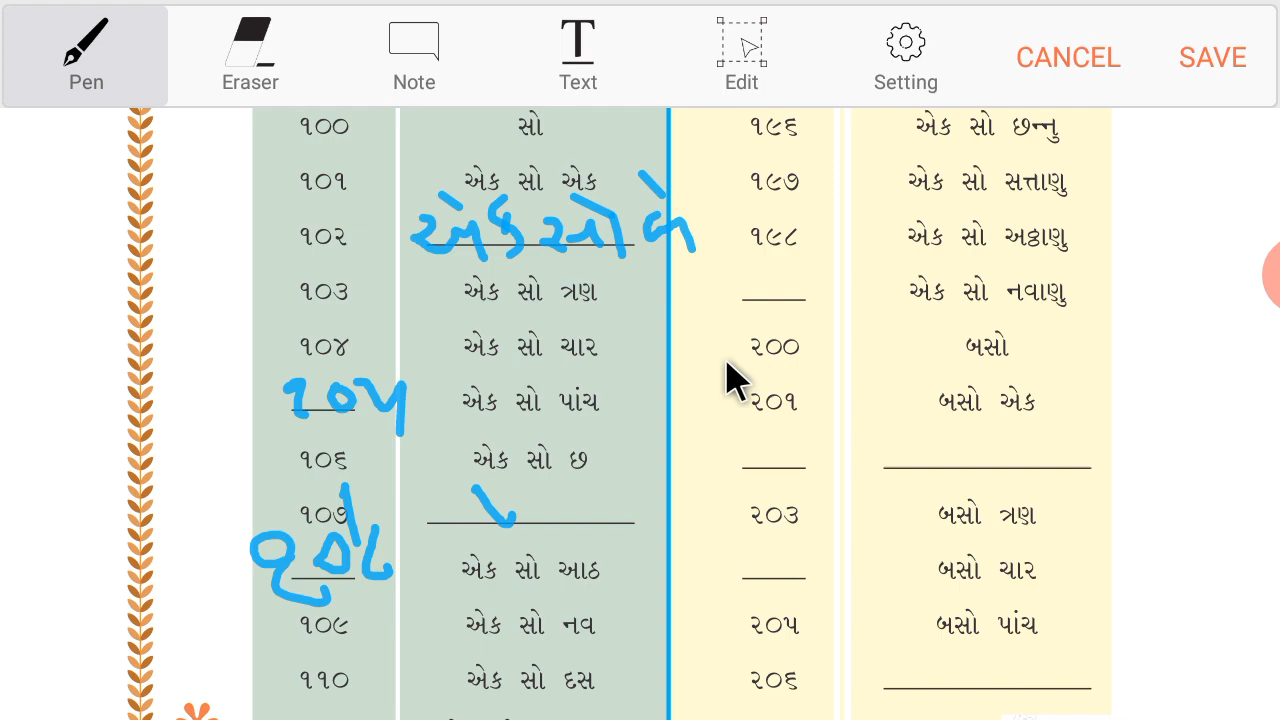 Pen Eraser Note Text Edit Setting CANCEL SAVE
૧૦૦ સો ૧૯૬ એક સો છન્નુ
૧૦૧ એક સો એક ૧૯૭ એક સો સત્તાણુ
૧૦૨ એક સો બે ૧૯૮ એક સો અઠ્ઠાણુ
૧૦૩ એક સો ત્રણ એક સો નવાણુ
૧૦૪ એક સો ચાર ૨૦૦ બસો
૧૦૫ એક સો પાંચ ૨૦૧ બસો એક
૧૦૬ એક સો છ
૧૦૭ ૨૦૩ બસો ત્રણ
૧૦૮ એક સો આઠ બસો ચાર
૧૦૯ એક સો નવ ૨૦૫ બસો પાંચ
૧૧૦ એક સો દસ ૨૦૬